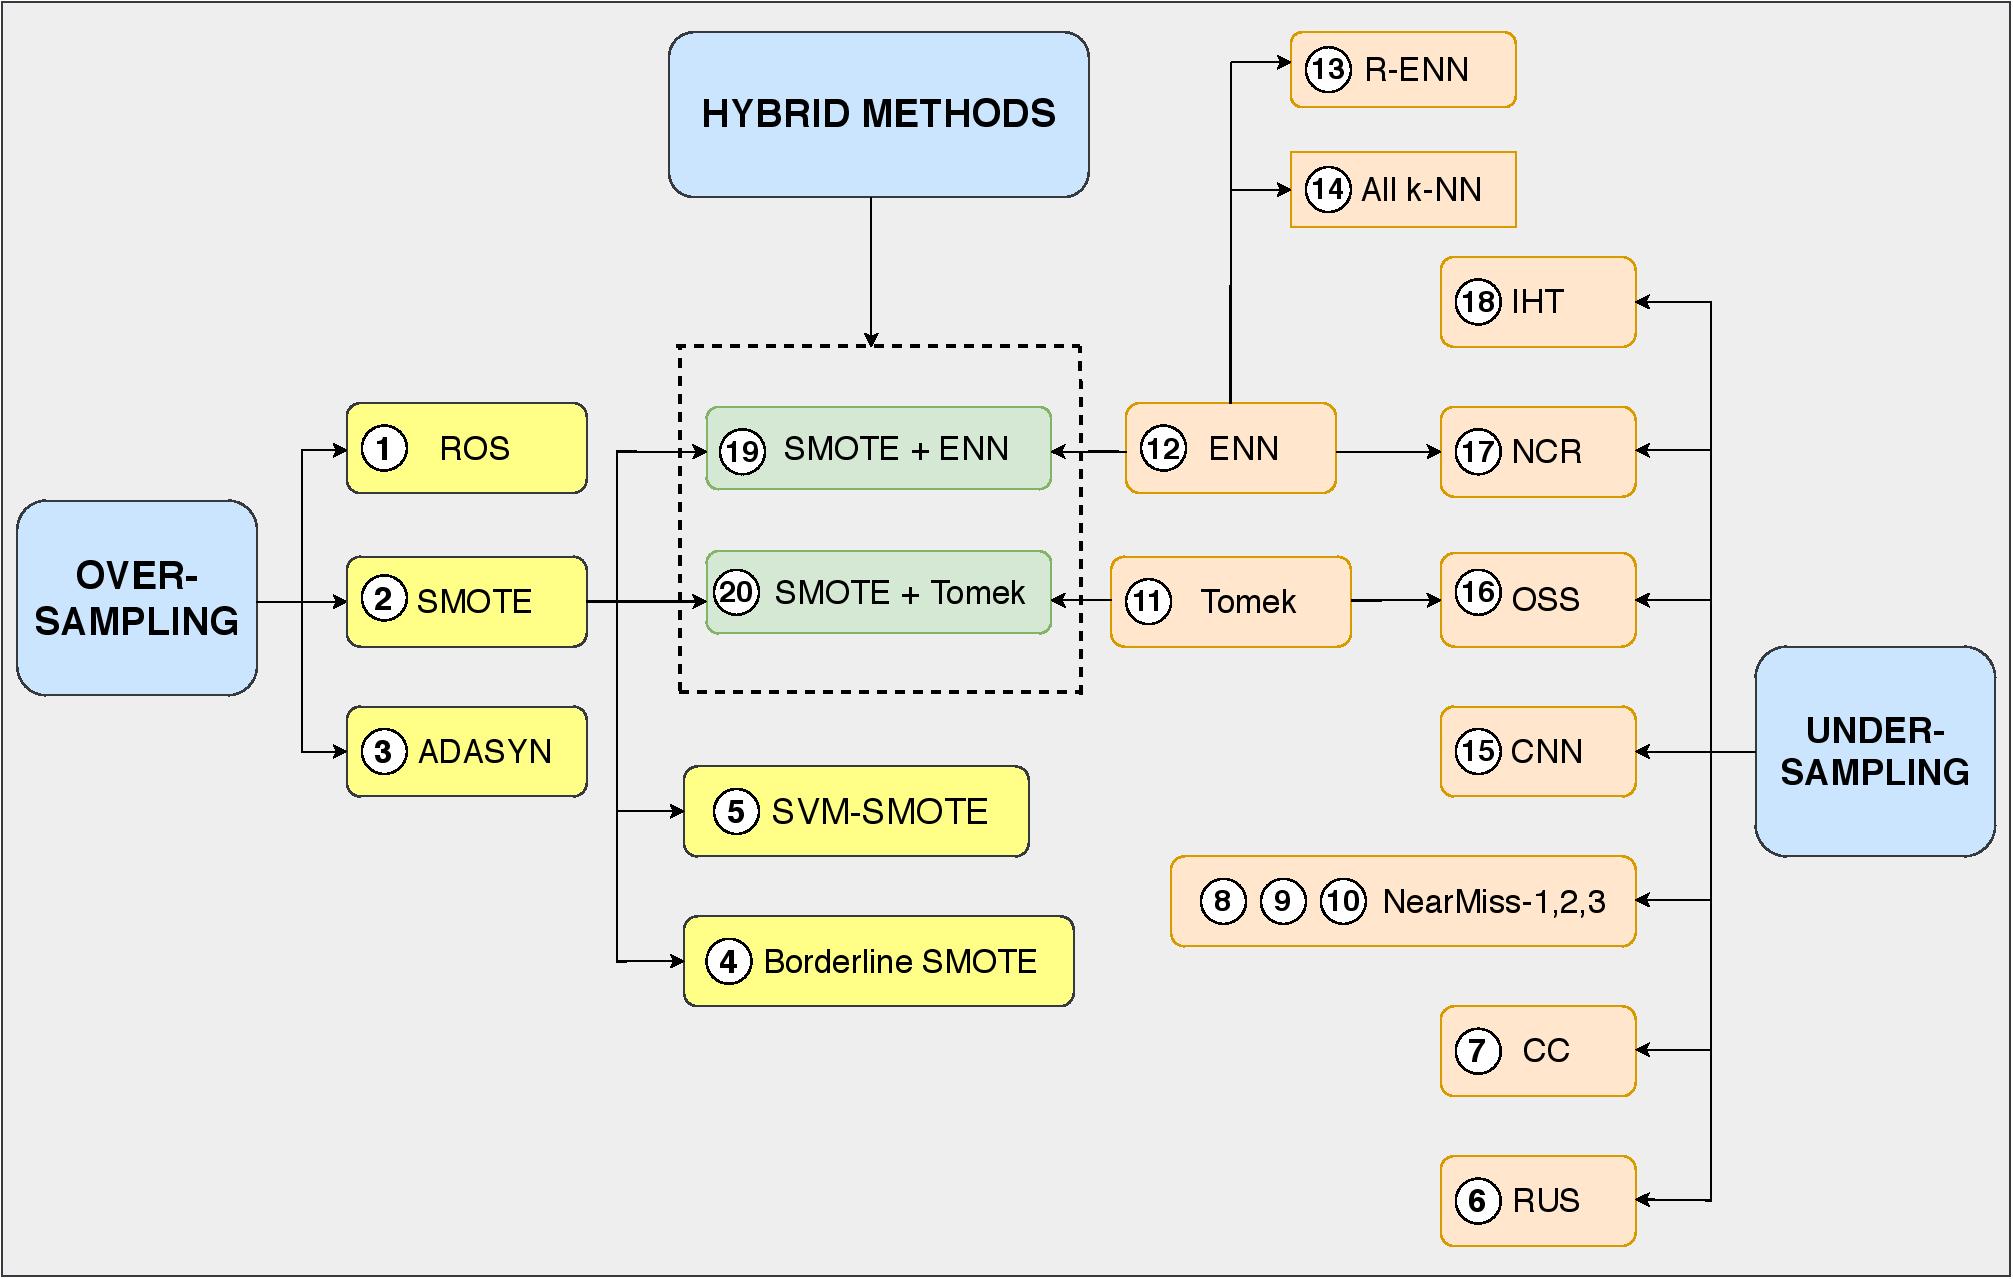 HYBRID METHODS
13 R-ENN
14 All k-NN
18 IHT
1 ROS
19 SMOTE + ENN
12 ENN
17 NCR
OVER-
SAMPLING
2 SMOTE
20 SMOTE + Tomek
11 Tomek
16 OSS
3 ADASYN
15 CNN
UNDER-
SAMPLING
5 SVM-SMOTE
8 9 10 NearMiss-1,2,3
4 Borderline SMOTE
7 CC
6 RUS